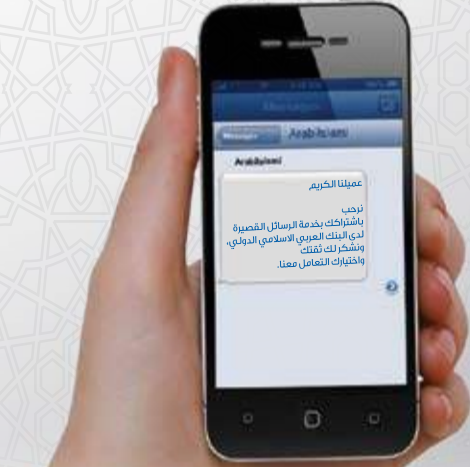 Messages
Arab Islami
Messages
ArabIslami
عميلنا الكريم
نرحب
باشتراكك بخدمة الرسائل القصيرة
لدى البنك العربي الاسلامي الدولي،
ونشكر لك ثقتك
واختيارك التعامل معنا.